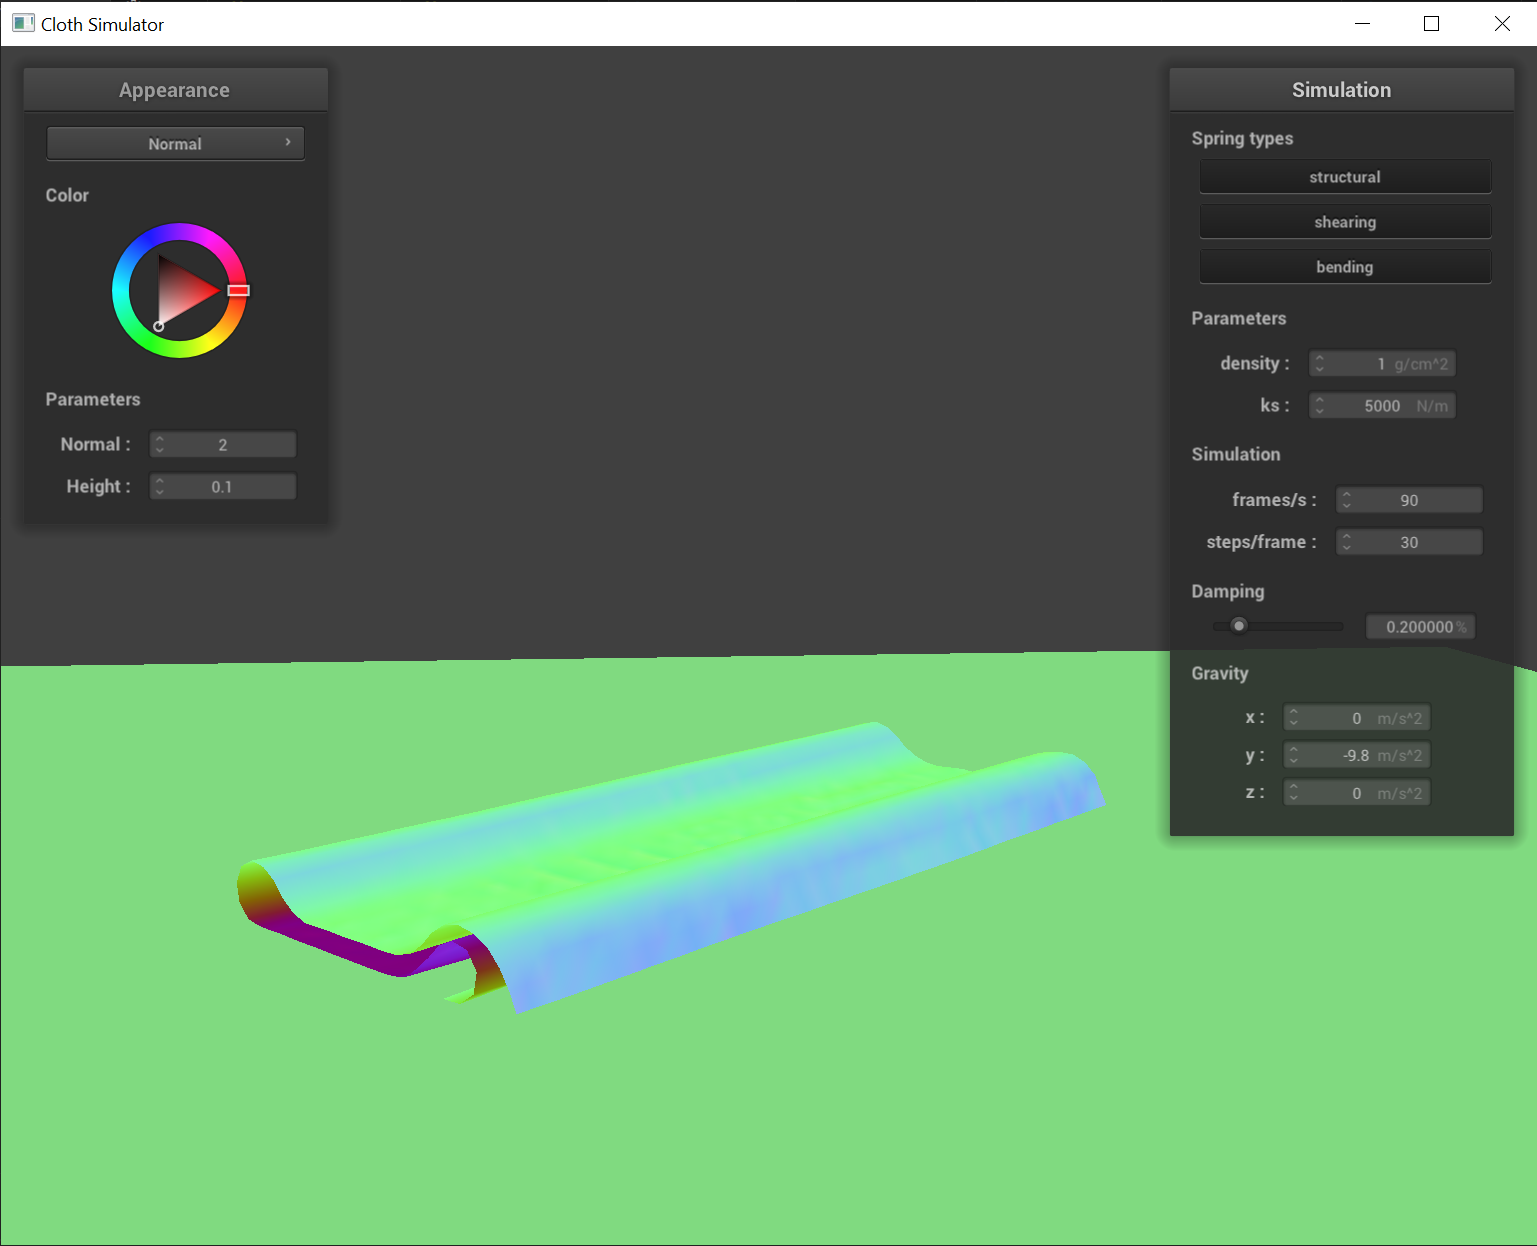 Cloth Simulator
Appearance
Normal
Color
Parameters
Normal :
2
Height :
0.1
Simulation
Spring types
structural
shearing
bending
Parameters
density :
1 g/cm^2
ks :
5000 N/m
Simulation
frames/s :
90
steps/frame :
30
Damping
0.200000 %
Gravity
x :
0 m/s^2
y :
-9.8 m/s^2
z :
0 m/s^2